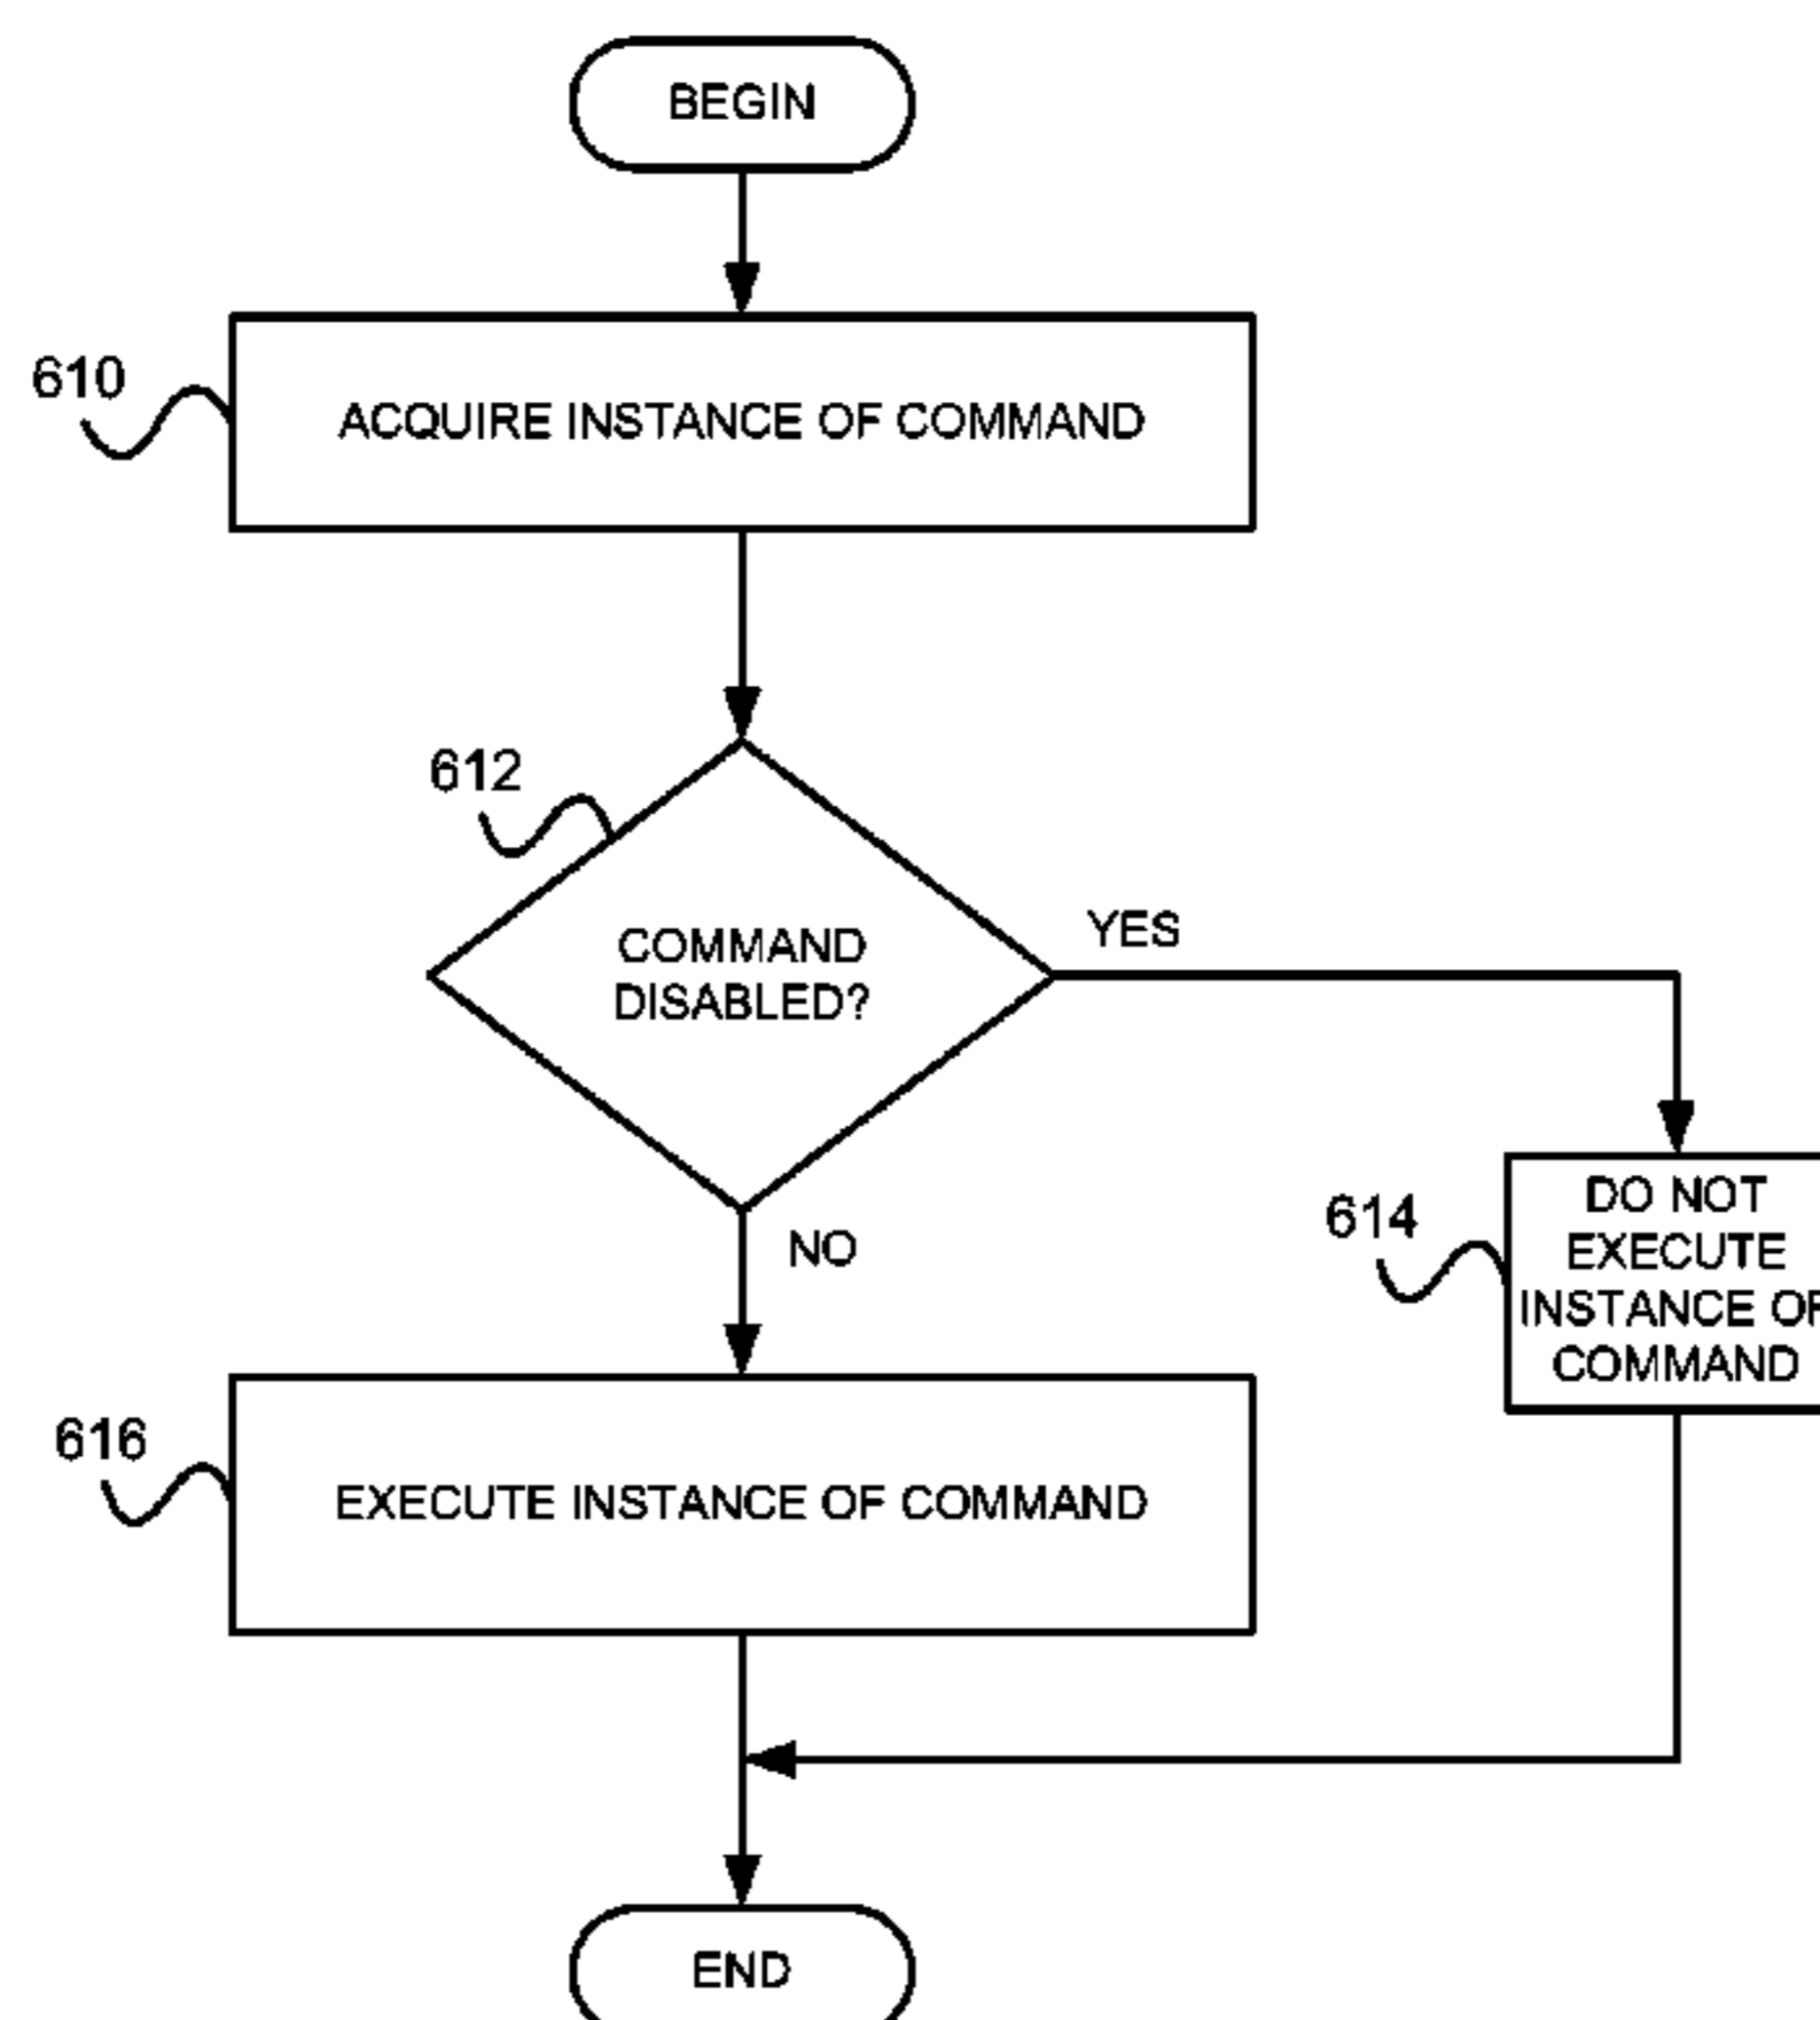 BEGIN
610
ACQUIRE INSTANCE OF COMMAND
612
COMMAND
DISABLED?
YES
NO
614
DO NOT
EXECUTE
INSTANCE OF
COMMAND
616
EXECUTE INSTANCE OF COMMAND
END